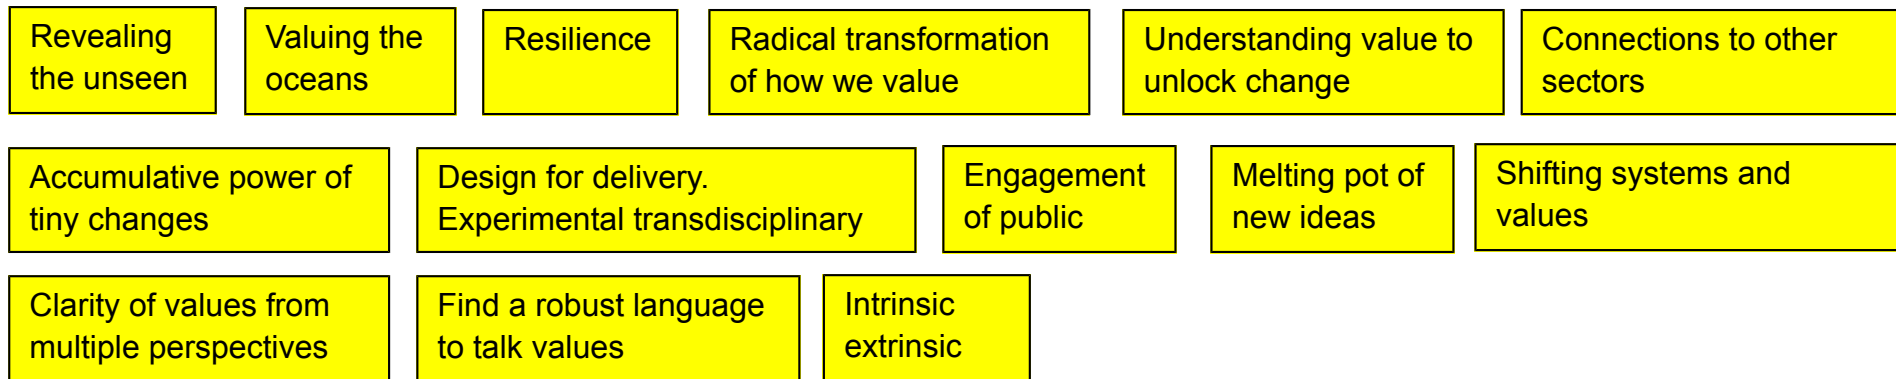 Revealing
the unseen
Valuing the
oceans
Resilience
Radical transformation
of how we value
Understanding value to
unlock change
Connections to other
sectors
Accumulative power of
tiny changes
Design for delivery.
Experimental transdisciplinary
Engagement
of public
Melting pot of
new ideas
Shifting systems and
values
Clarity of values from
multiple perspectives
Find a robust language
to talk values
Intrinsic
extrinsic